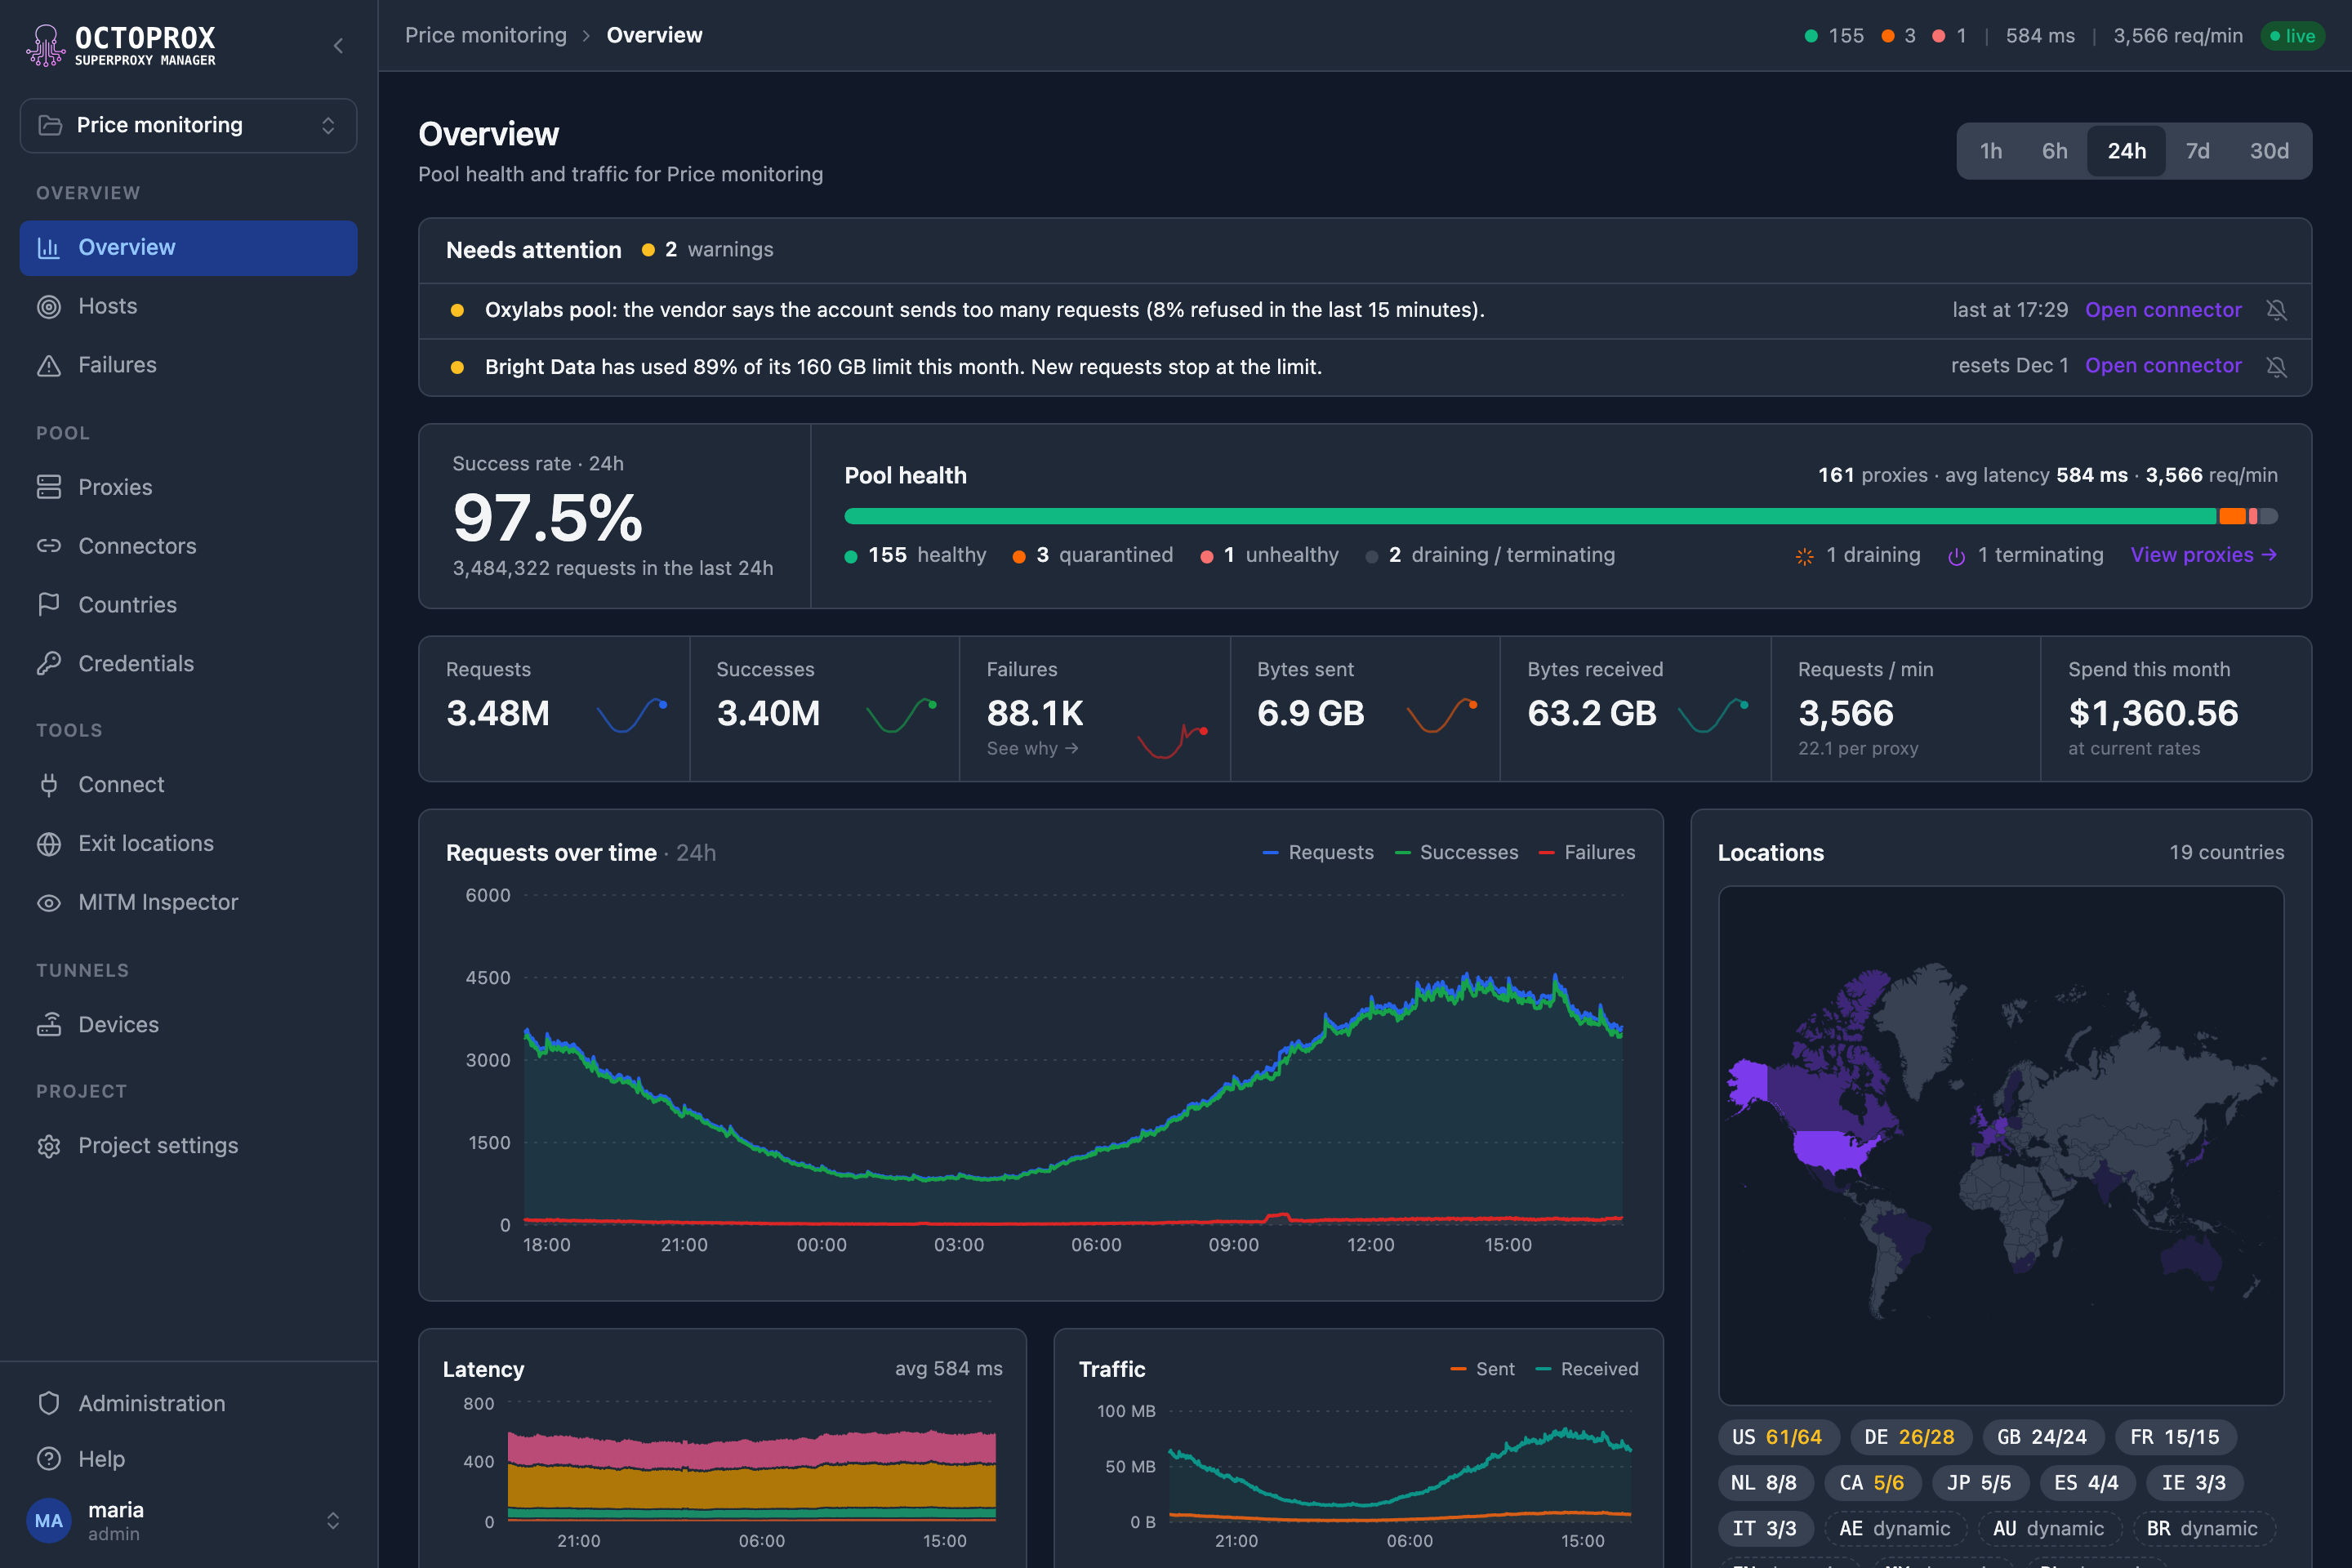 OCTOPROX
SUPERPROXY MANAGER
Price monitoring
OVERVIEW
Overview
Hosts
Failures
POOL
Proxies
Connectors
Countries
Credentials
TOOLS
Connect
Exit locations
MITM Inspector
TUNNELS
Devices
PROJECT
Project settings
Administration
Help
MA
maria
admin
Price monitoring > Overview
155 3 1 | 584 ms | 3,566 req/min live
Overview
Pool health and traffic for Price monitoring
1h 6h 24h 7d 30d
Needs attention 2 warnings
Oxylabs pool: the vendor says the account sends too many requests (8% refused in the last 15 minutes). last at 17:29 Open connector
Bright Data has used 89% of its 160 GB limit this month. New requests stop at the limit. resets Dec 1 Open connector
Success rate · 24h
97.5%
3,484,322 requests in the last 24h
Pool health 161 proxies · avg latency 584 ms · 3,566 req/min
155 healthy 3 quarantined 1 unhealthy 2 draining / terminating 1 draining 1 terminating View proxies →
Requests
3.48M
Successes
3.40M
Failures
88.1K
See why →
Bytes sent
6.9 GB
Bytes received
63.2 GB
Requests / min
3,566
22.1 per proxy
Spend this month
$1,360.56
at current rates
Requests over time · 24h Requests Successes Failures
6000
4500
3000
1500
0
18:00 21:00 00:00 03:00 06:00 09:00 12:00 15:00
Locations 19 countries
US 61/64 DE 26/28 GB 24/24 FR 15/15
NL 8/8 CA 5/6 JP 5/5 ES 4/4 IE 3/3
IT 3/3 AE dynamic AU dynamic BR dynamic
Latency avg 584 ms
800
400
0
21:00 06:00 15:00
Traffic Sent Received
100 MB
50 MB
0 B
21:00 06:00 15:00